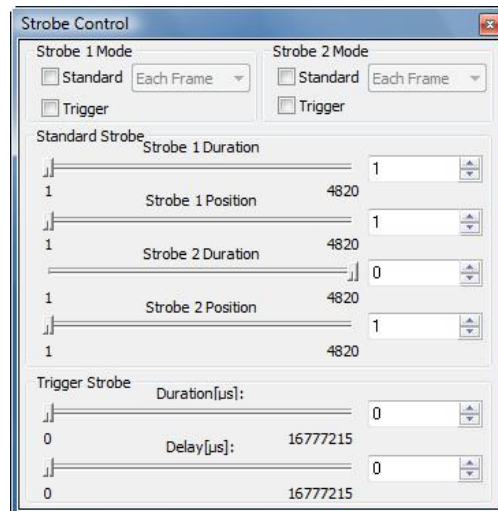 Strobe Control
Strobe 1 Mode
Standard Each Frame
Trigger
Strobe 2 Mode
Standard Each Frame
Trigger
Standard Strobe
Strobe 1 Duration
1
1 4820
Strobe 1 Position
1
1 4820
Strobe 2 Duration
0
1 4820
Strobe 2 Position
1
1 4820
Trigger Strobe
Duration[µs]:
0
0 16777215
Delay[µs]:
0
0 16777215